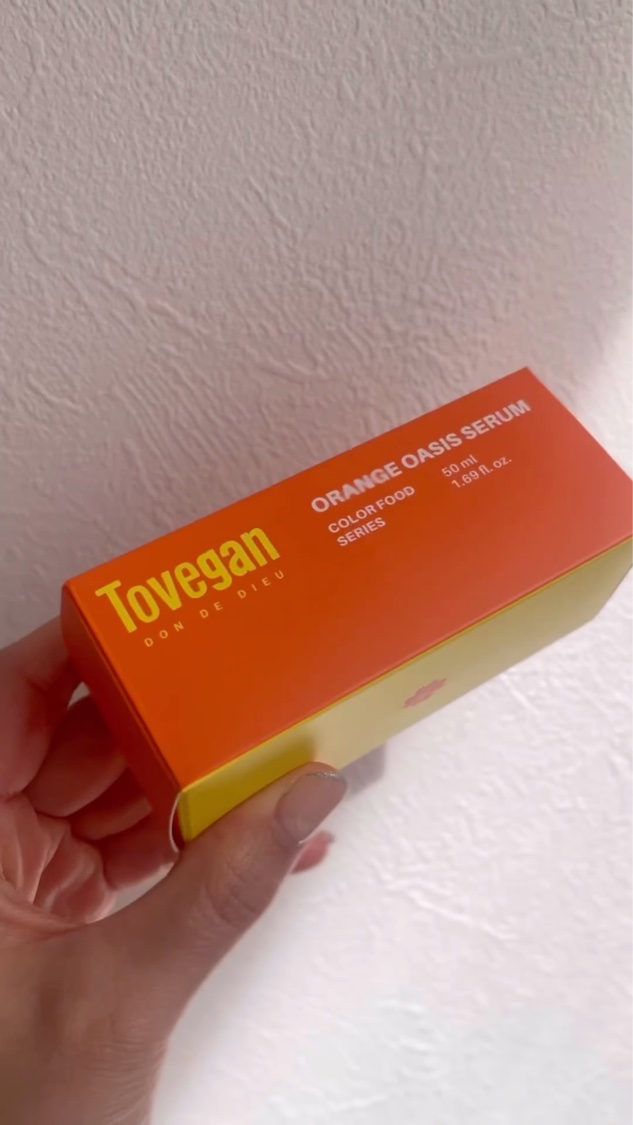 Tovegan
DON DE DIEU
ORANGE OASIS SERUM
COLOR FOOD
SERIES
50 ml
1.69 fl. oz.